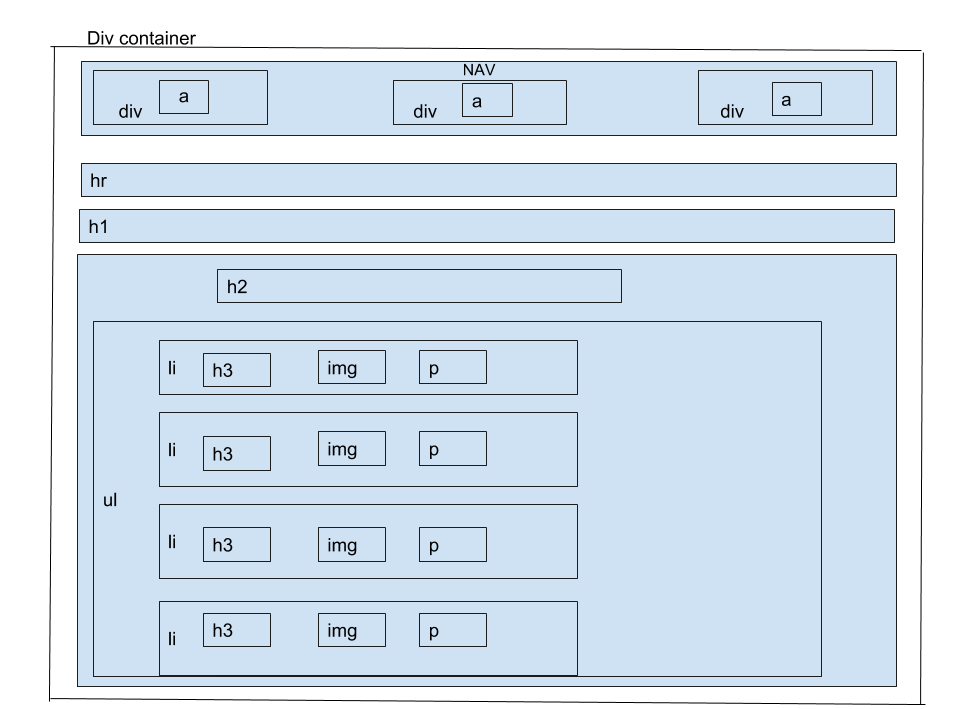 Div container
NAV
div a div a div a
hr
h1
h2
li h3 img p
li h3 img p
ul
li h3 img p
li h3 img p